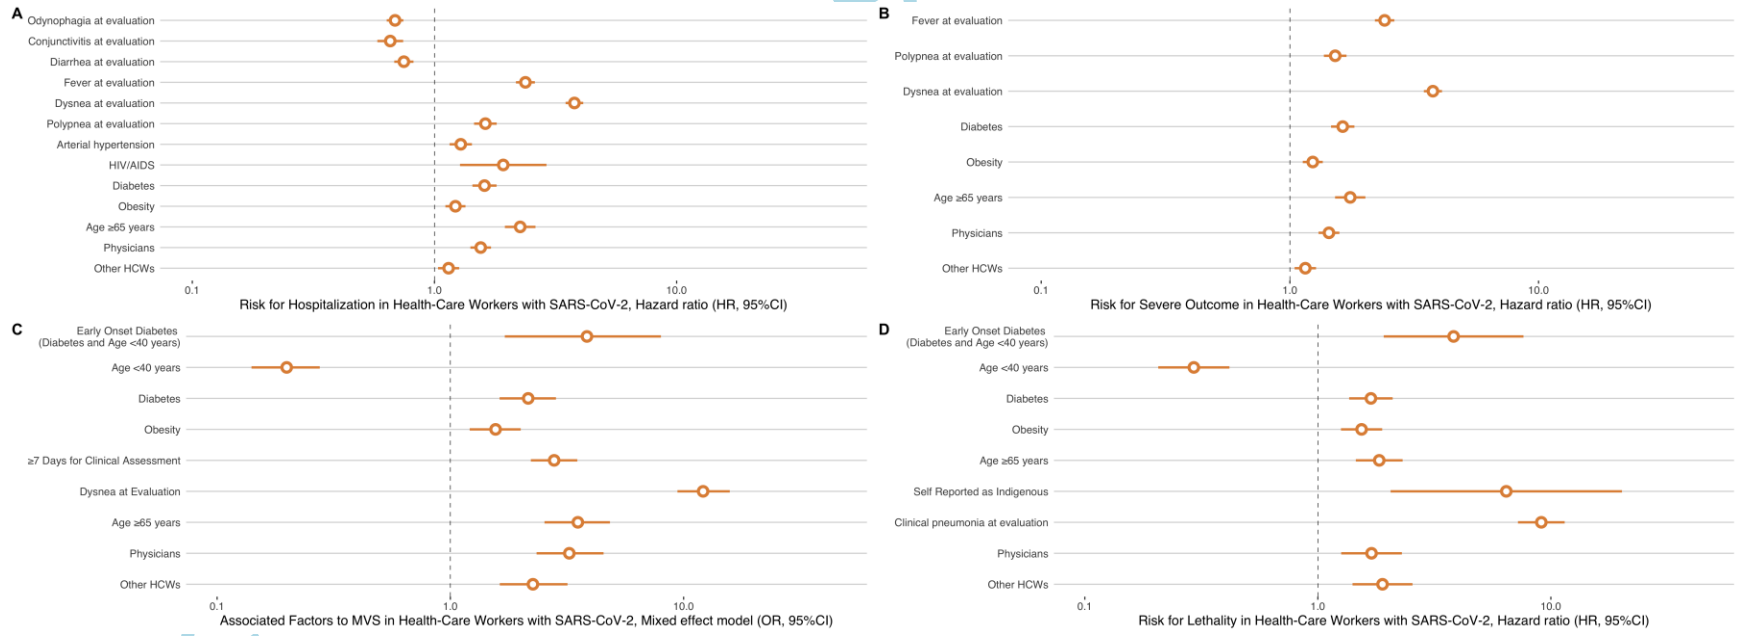 A
Odynophagia at evaluation
Conjunctivitis at evaluation
Diarrhea at evaluation
Fever at evaluation
Dysnea at evaluation
Polypnea at evaluation
Arterial hypertension
HIV/AIDS
Diabetes
Obesity
Age ≥65 years
Physicians
Other HCWs
0.1 1.0 10.0
Risk for Hospitalization in Health-Care Workers with SARS-CoV-2, Hazard ratio (HR, 95%CI)
B
Fever at evaluation
Polypnea at evaluation
Dysnea at evaluation
Diabetes
Obesity
Age ≥65 years
Physicians
Other HCWs
0.1 1.0 10.0
Risk for Severe Outcome in Health-Care Workers with SARS-CoV-2, Hazard ratio (HR, 95%CI)
C
Early Onset Diabetes
(Diabetes and Age <40 years)
Age <40 years
Diabetes
Obesity
≥7 Days for Clinical Assessment
Dysnea at Evaluation
Age ≥65 years
Physicians
Other HCWs
0.1 1.0 10.0
Associated Factors to MVS in Health-Care Workers with SARS-CoV-2, Mixed effect model (OR, 95%CI)
D
Early Onset Diabetes
(Diabetes and Age <40 years)
Age <40 years
Diabetes
Obesity
Age ≥65 years
Self Reported as Indigenous
Clinical pneumonia at evaluation
Physicians
Other HCWs
0.1 1.0 10.0
Risk for Lethality in Health-Care Workers with SARS-CoV-2, Hazard ratio (HR, 95%CI)